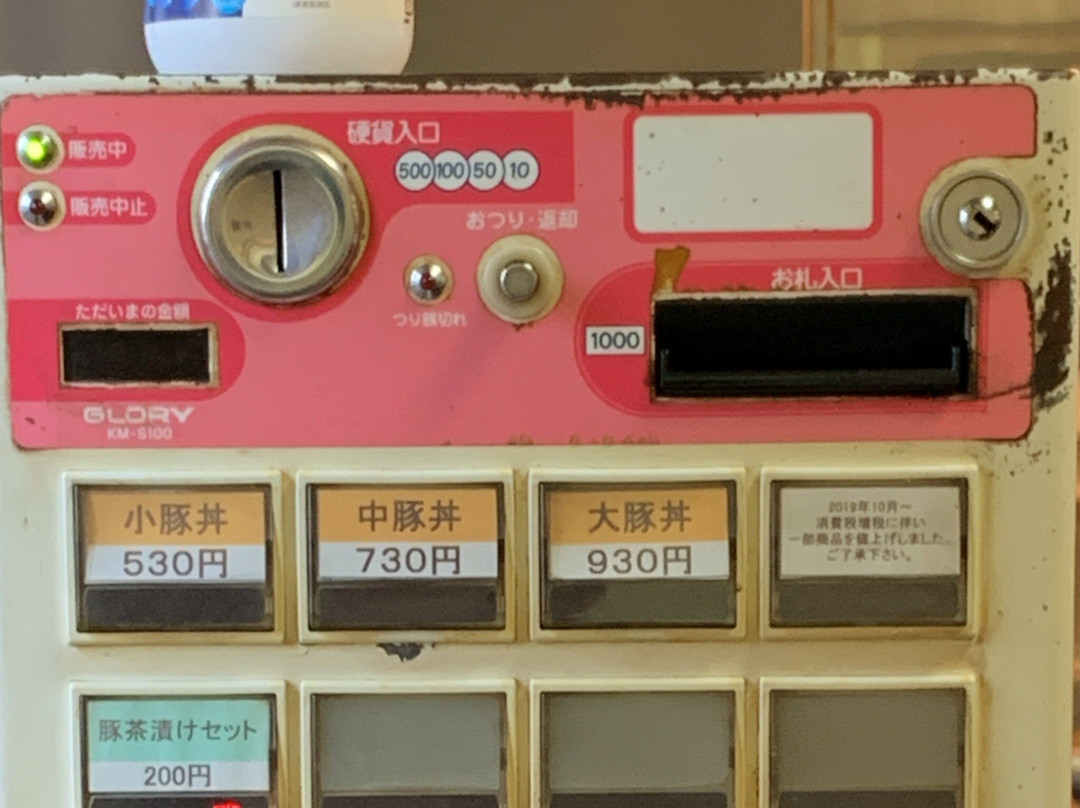 硬貨入口
販売中
500 100 50 10
販売中止
おつり・返却
お札入口
ただいまの金額
つり銭切れ
1000
GLORY
KM-S100
小豚丼
530円
中豚丼
730円
大豚丼
930円
2019年10月～
消費税増税に伴い
一部商品を値上げしました。
ご了承下さい。
豚茶漬けセット
200円